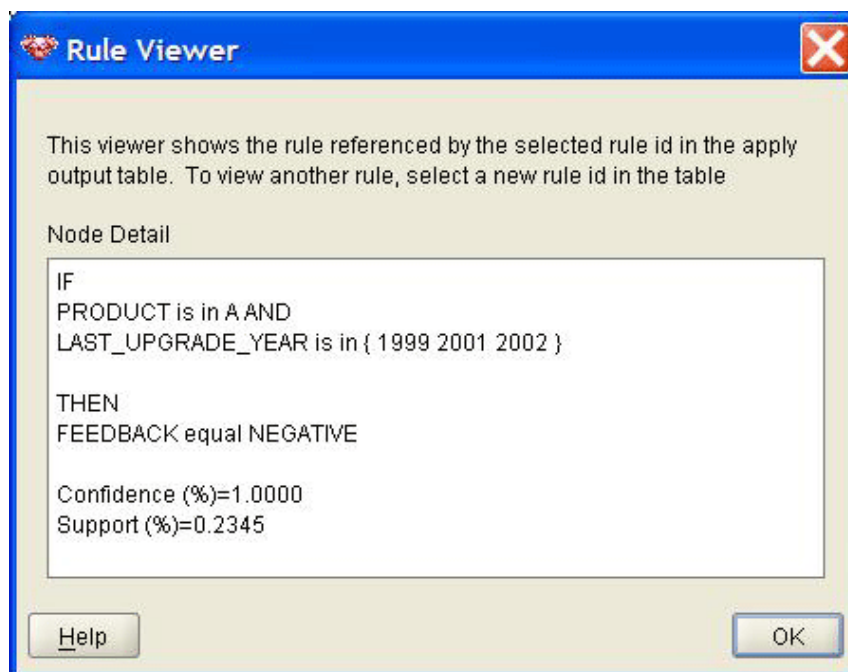 Rule Viewer
This viewer shows the rule referenced by the selected rule id in the apply
output table. To view another rule, select a new rule id in the table
Node Detail
IF
PRODUCT is in A AND
LAST_UPGRADE_YEAR is in { 1999 2001 2002 }
THEN
FEEDBACK equal NEGATIVE
Confidence (%)=1.0000
Support (%)=0.2345
Help
OK